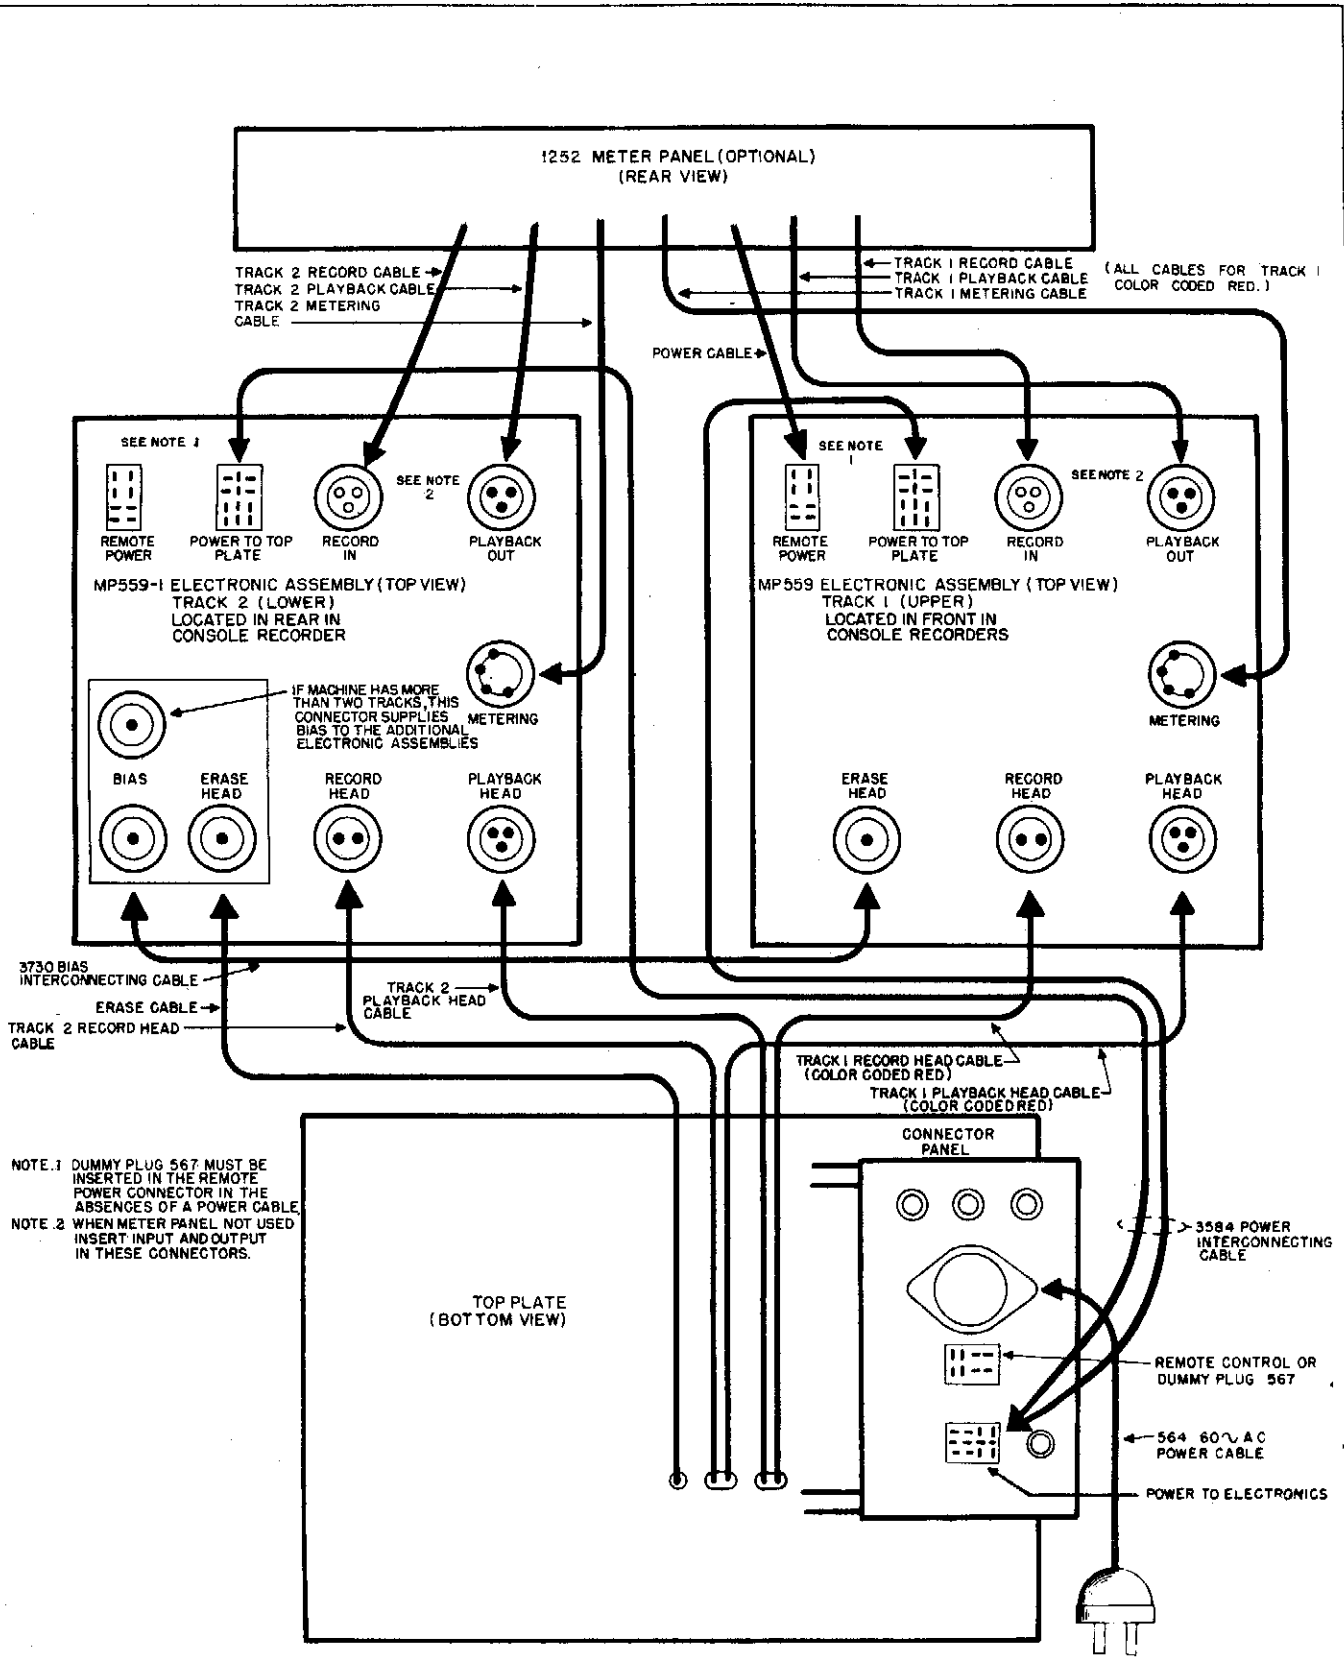 1252 METER PANEL (OPTIONAL)
(REAR VIEW)
TRACK 2 RECORD CABLE
TRACK 2 PLAYBACK CABLE
TRACK 2 METERING
CABLE
TRACK 1 RECORD CABLE
TRACK 1 PLAYBACK CABLE
TRACK 1 METERING CABLE
(ALL CABLES FOR TRACK 1
COLOR CODED RED.)
POWER CABLE
SEE NOTE 1
SEE NOTE
2
REMOTE
POWER
POWER TO TOP
PLATE
RECORD
IN
PLAYBACK
OUT
MP559-1 ELECTRONIC ASSEMBLY (TOP VIEW)
TRACK 2 (LOWER)
LOCATED IN REAR IN
CONSOLE RECORDER
METERING
IF MACHINE HAS MORE
THAN TWO TRACKS, THIS
CONNECTOR SUPPLIES
BIAS TO THE ADDITIONAL
ELECTRONIC ASSEMBLIES
BIAS
ERASE
HEAD
RECORD
HEAD
PLAYBACK
HEAD
SEE NOTE
1
SEE NOTE 2
REMOTE
POWER
POWER TO TOP
PLATE
RECORD
IN
PLAYBACK
OUT
MP559 ELECTRONIC ASSEMBLY (TOP VIEW)
TRACK 1 (UPPER)
LOCATED IN FRONT IN
CONSOLE RECORDERS
METERING
ERASE
HEAD
RECORD
HEAD
PLAYBACK
HEAD
3730 BIAS
INTERCONNECTING CABLE
ERASE CABLE
TRACK 2 RECORD HEAD
CABLE
TRACK 2
PLAYBACK HEAD
CABLE
TRACK 1 RECORD HEAD CABLE
(COLOR CODED RED)
TRACK 1 PLAYBACK HEAD CABLE
(COLOR CODED RED)
CONNECTOR
PANEL
NOTE.1 DUMMY PLUG 567 MUST BE
INSERTED IN THE REMOTE
POWER CONNECTOR IN THE
ABSENCES OF A POWER CABLE.
NOTE.2 WHEN METER PANEL NOT USED
INSERT INPUT AND OUTPUT
IN THESE CONNECTORS.
TOP PLATE
(BOTTOM VIEW)
3584 POWER
INTERCONNECTING
CABLE
REMOTE CONTROL OR
DUMMY PLUG 567
564 60∿ AC
POWER CABLE
POWER TO ELECTRONICS